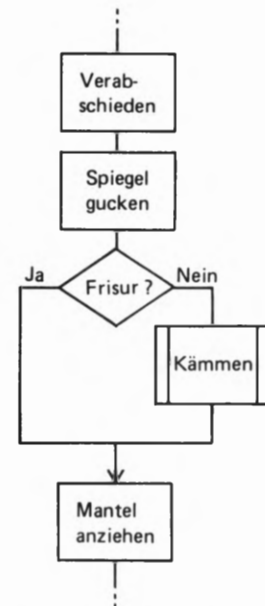 Verab-
schieden
Spiegel
gucken
Ja
Frisur ?
Nein
Kämmen
Mantel
anziehen